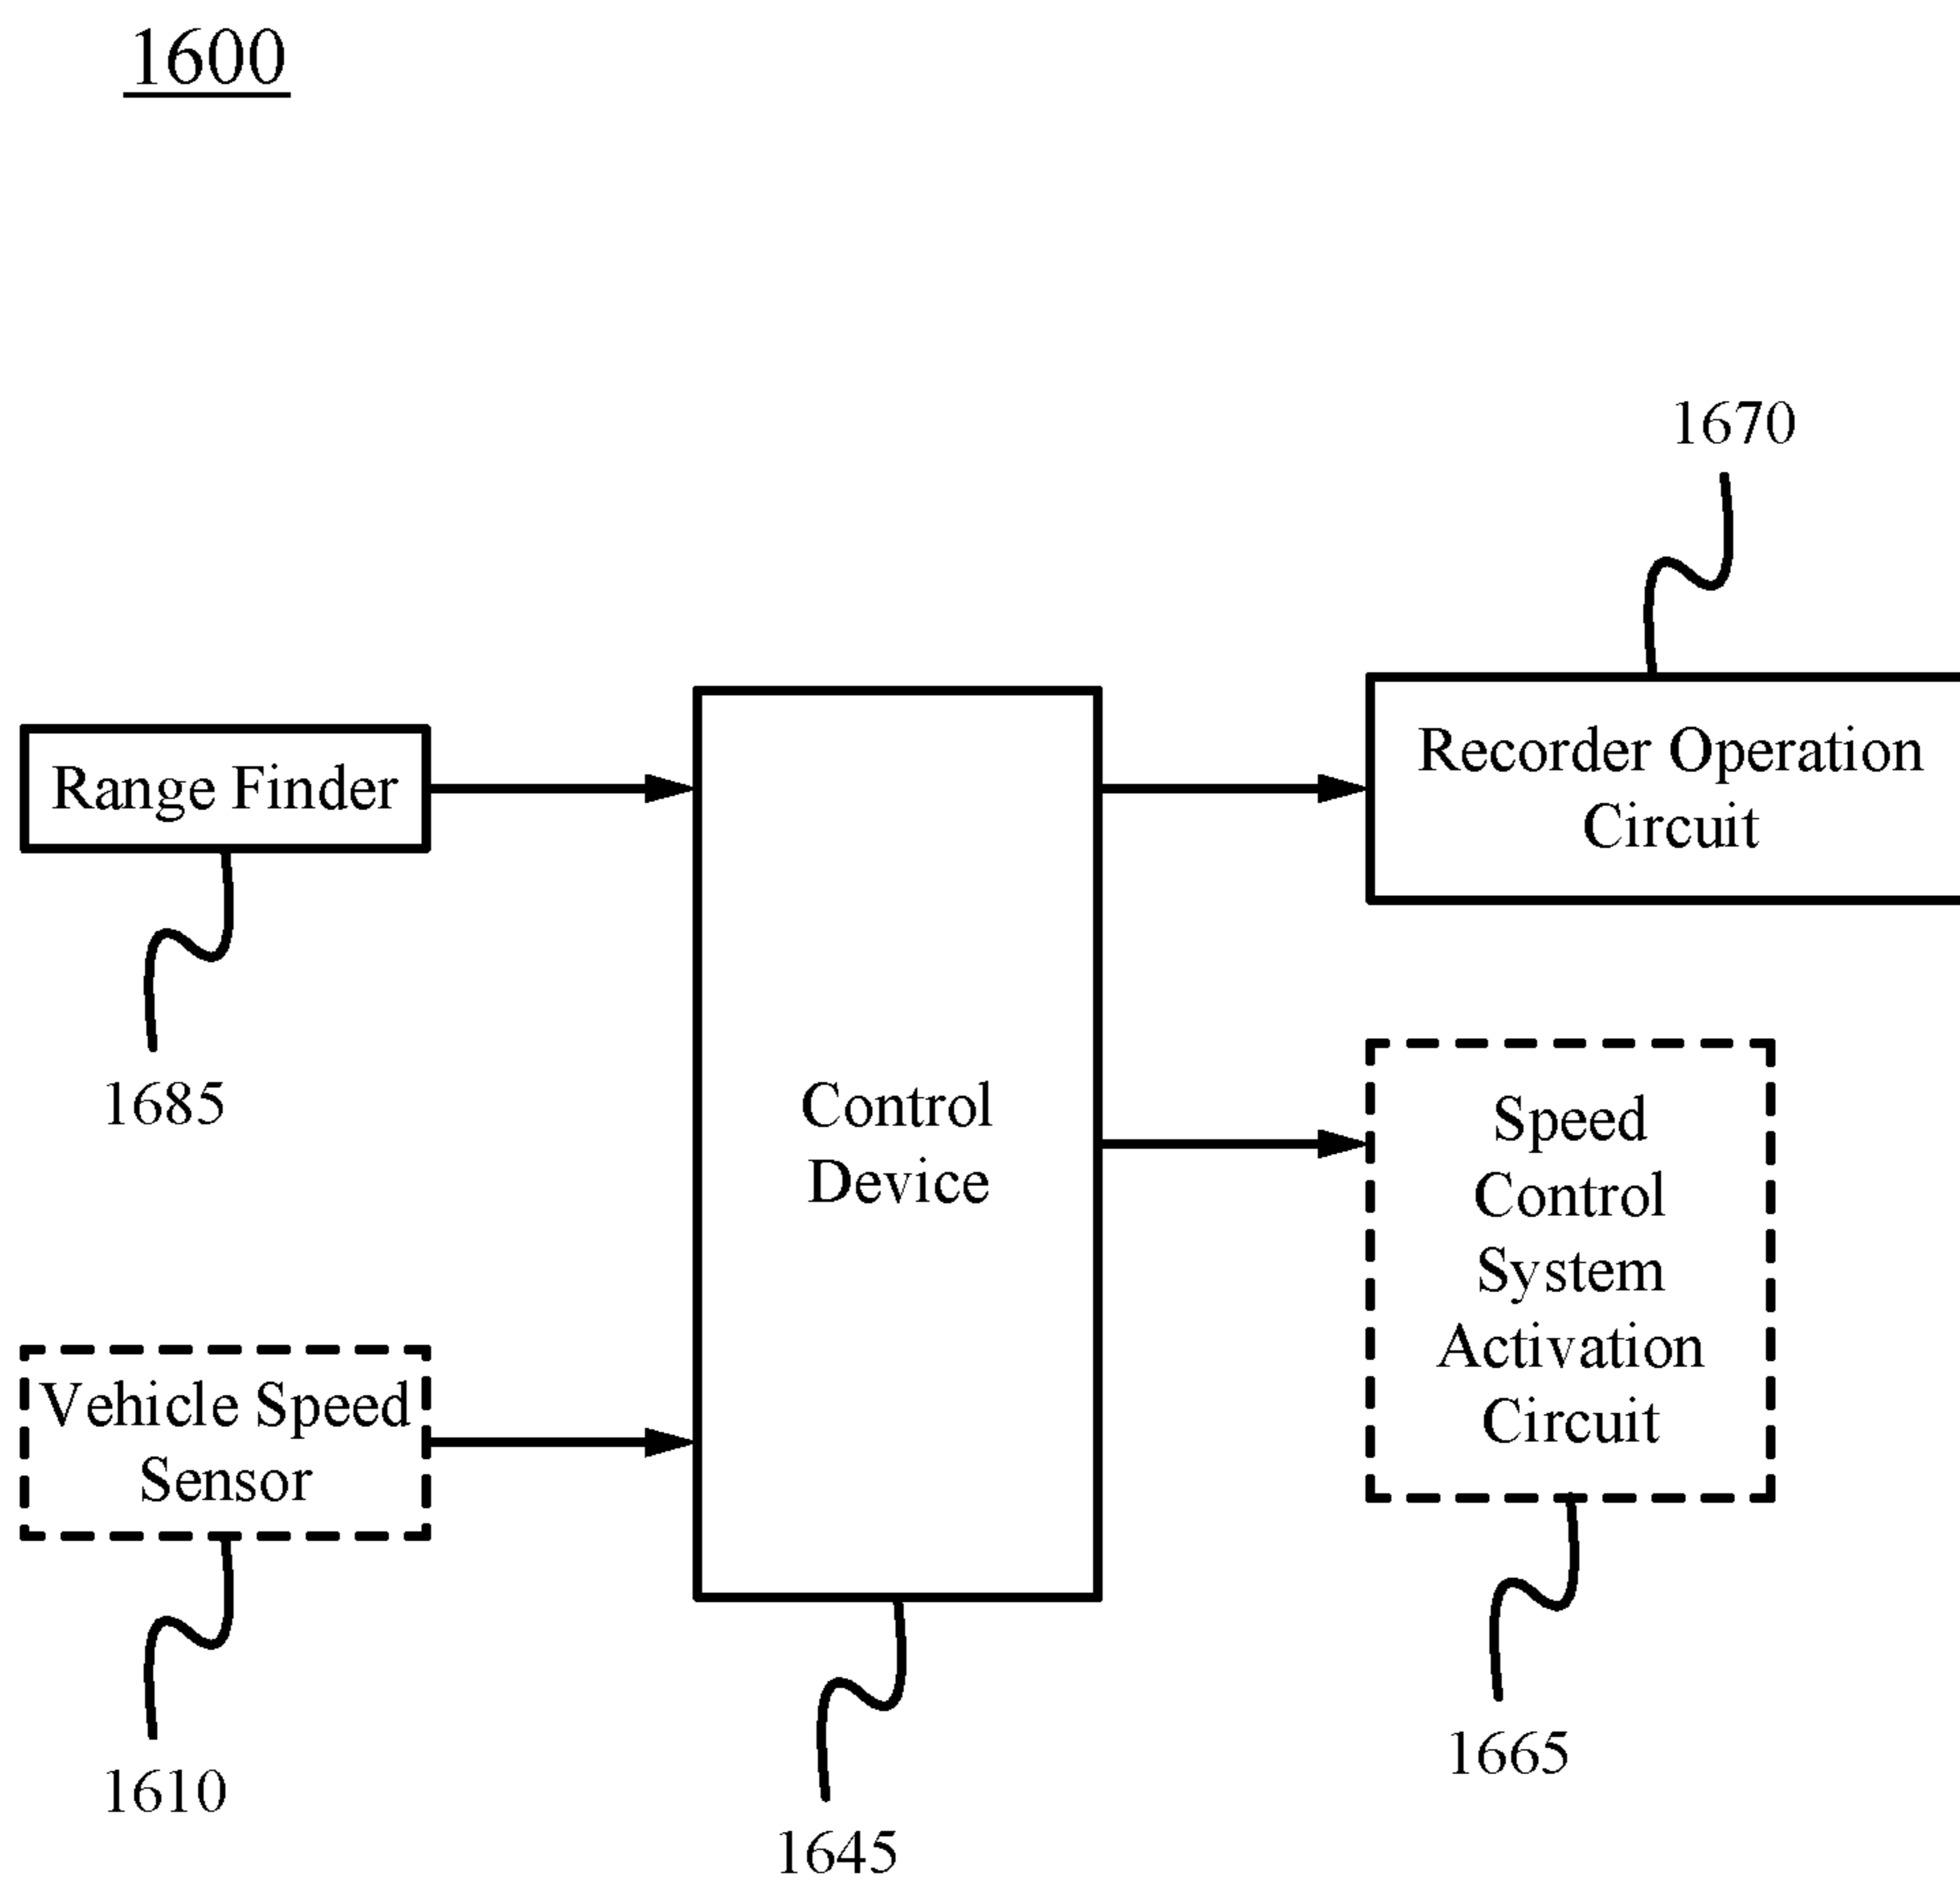 1600
1670
Range Finder
Recorder Operation
Circuit
1685
Control
Device
Speed
Control
System
Activation
Circuit
Vehicle Speed
Sensor
1610
1645
1665